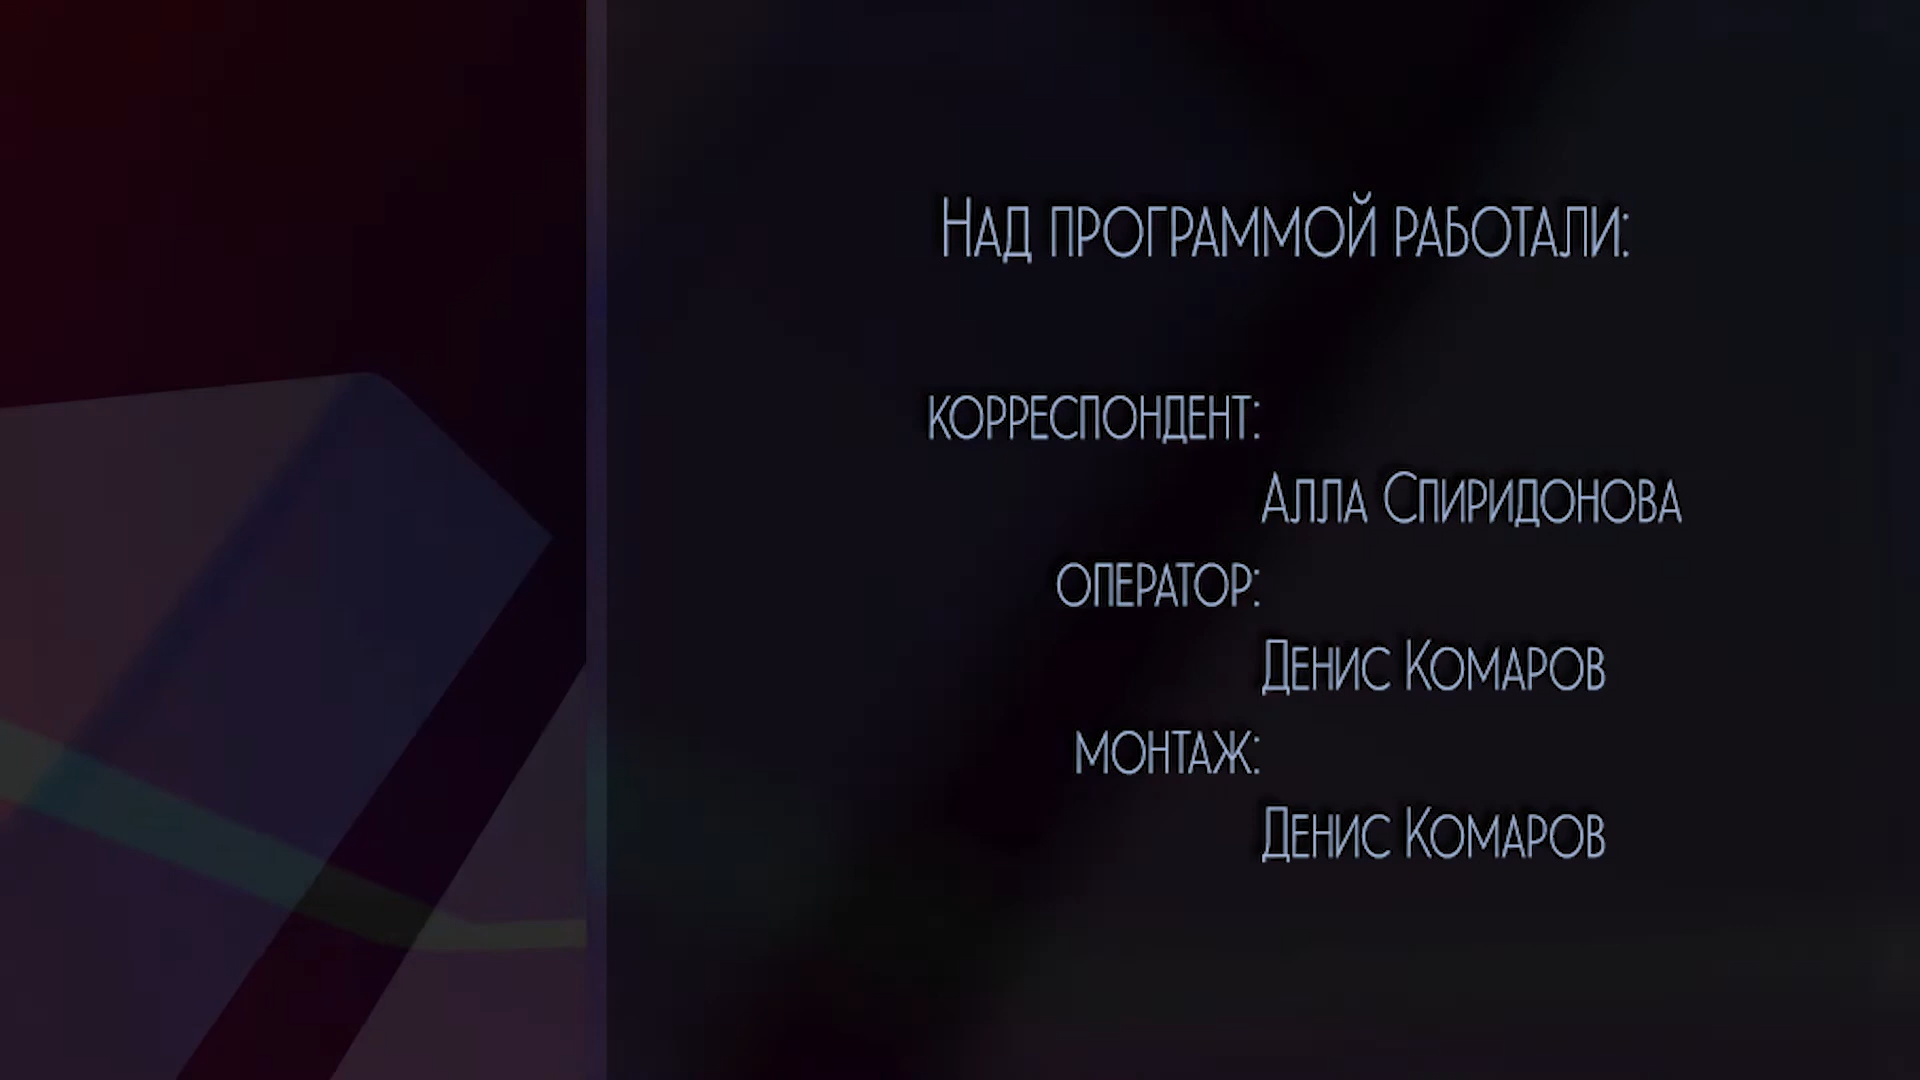 Над программой работали:
корреспондент:
Алла Спиридонова
оператор:
Денис Комаров
монтаж:
Денис Комаров